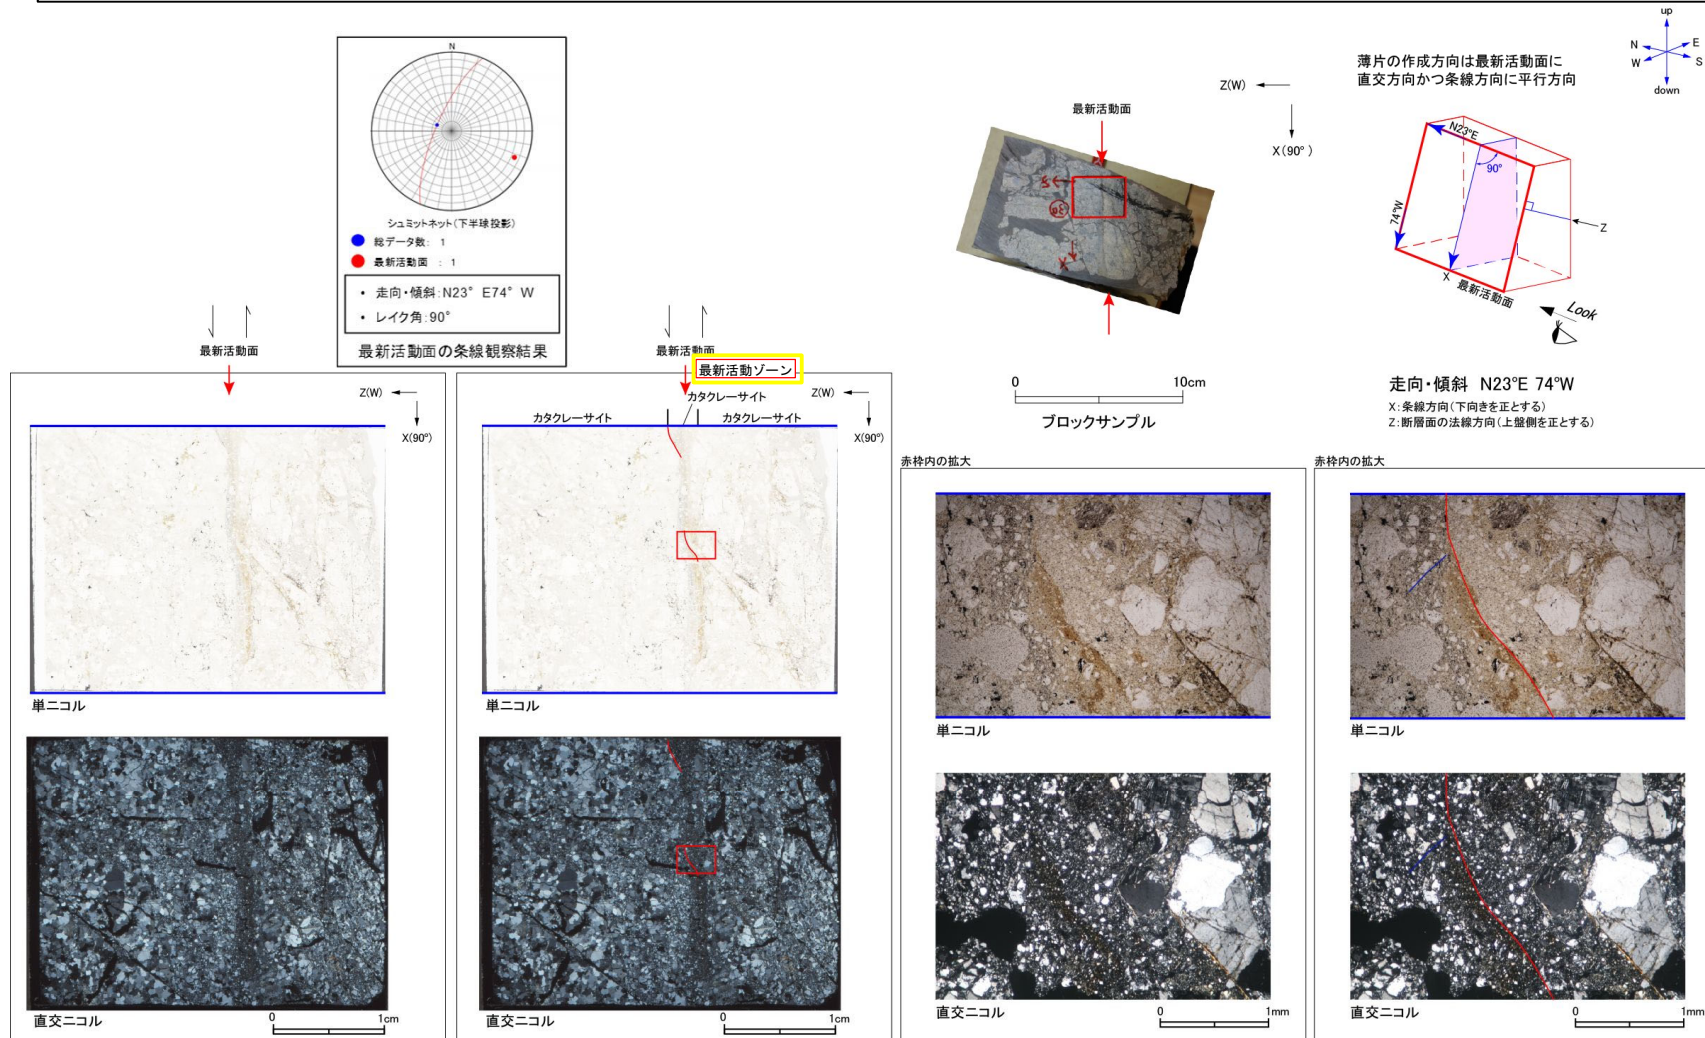 N
シュミットネット(下半球投影)
総データ数: 1
最新活動面 : 1
・ 走向・傾斜:N23° E74° W
・ レイク角:90°
最新活動面の条線観察結果
Z(W)
X(90°)
最新活動面
ブロックサンプル
0 10cm
薄片の作成方向は最新活動面に
直交方向かつ条線方向に平行方向
up
N E
W S
down
N23°E
90°
74°W
Z
X 最新活動面
Look
走向・傾斜 N23°E 74°W
X:条線方向(下向きを正とする)
Z:断層面の法線方向(上盤側を正とする)
最新活動面
Z(W)
X(90°)
単ニコル
直交ニコル
0 1cm
最新活動面
最新活動ゾーン
カタクレーサイト
Z(W)
カタクレーサイト カタクレーサイト
X(90°)
単ニコル
直交ニコル
0 1cm
赤枠内の拡大
単ニコル
直交ニコル
0 1mm
赤枠内の拡大
単ニコル
直交ニコル
0 1mm